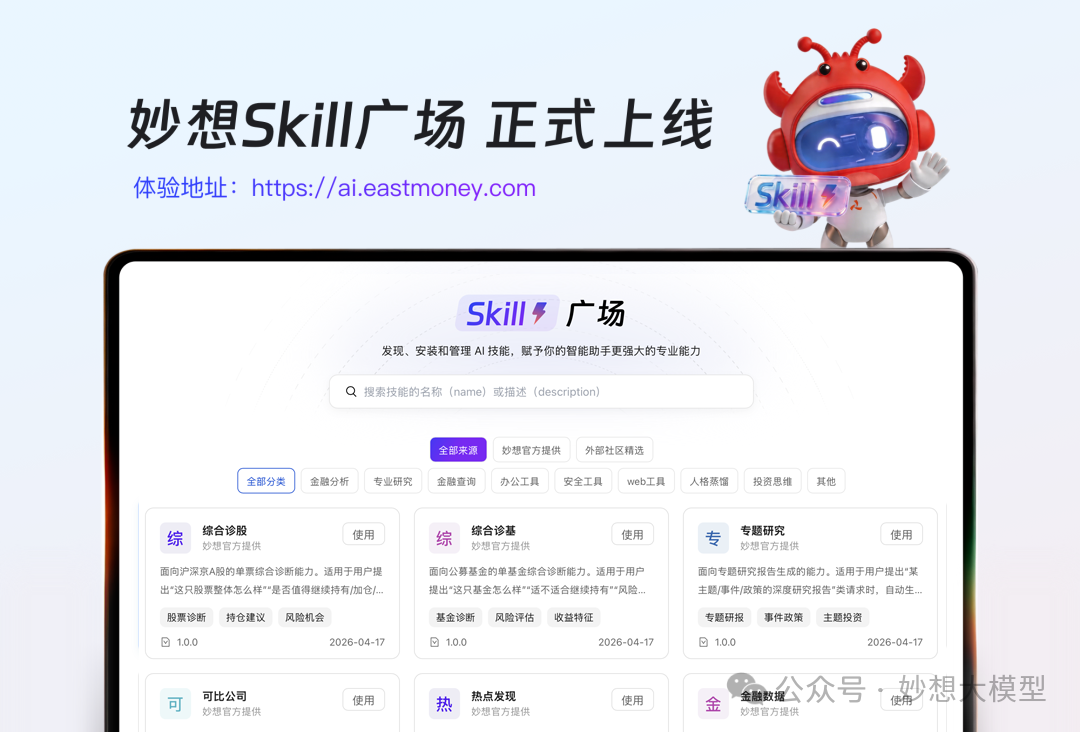 妙想Skill广场 正式上线
体验地址：https://ai.eastmoney.com
Skill
Skill 广场
发现、安装和管理 AI 技能，赋予你的智能助手更强大的专业能力
搜索技能的名称（name）或描述（description）
全部来源 妙想官方提供 外部社区精选
全部分类 金融分析 专业研究 金融查询 办公工具 安全工具 web工具 人格蒸馏 投资思维 其他
综 综合诊股 使用
妙想官方提供
面向沪深京A股的单票综合诊断能力。适用于用户提
出“这只股票整体怎么样”“是否值得继续持有/加仓/...
股票诊断 持仓建议 风险机会
1.0.0 2026-04-17
综 综合诊基 使用
妙想官方提供
面向公募基金的单基金综合诊断能力。适用于用户
提出“这只基金怎么样”“适不适合继续持有”“风险...
基金诊断 风险评估 收益特征
1.0.0 2026-04-17
专 专题研究 使用
妙想官方提供
面向专题研究报告生成的能力。适用于用户提出“某
主题/事件/政策的深度研究报告”类请求时，自动生...
专题研报 事件政策 主题投资
1.0.0 2026-04-17
可 可比公司 使用
妙想官方提供
热 热点发现 使用
妙想官方提供
金 金融数据 使用
妙想官方提供
公众号 · 妙想大模型